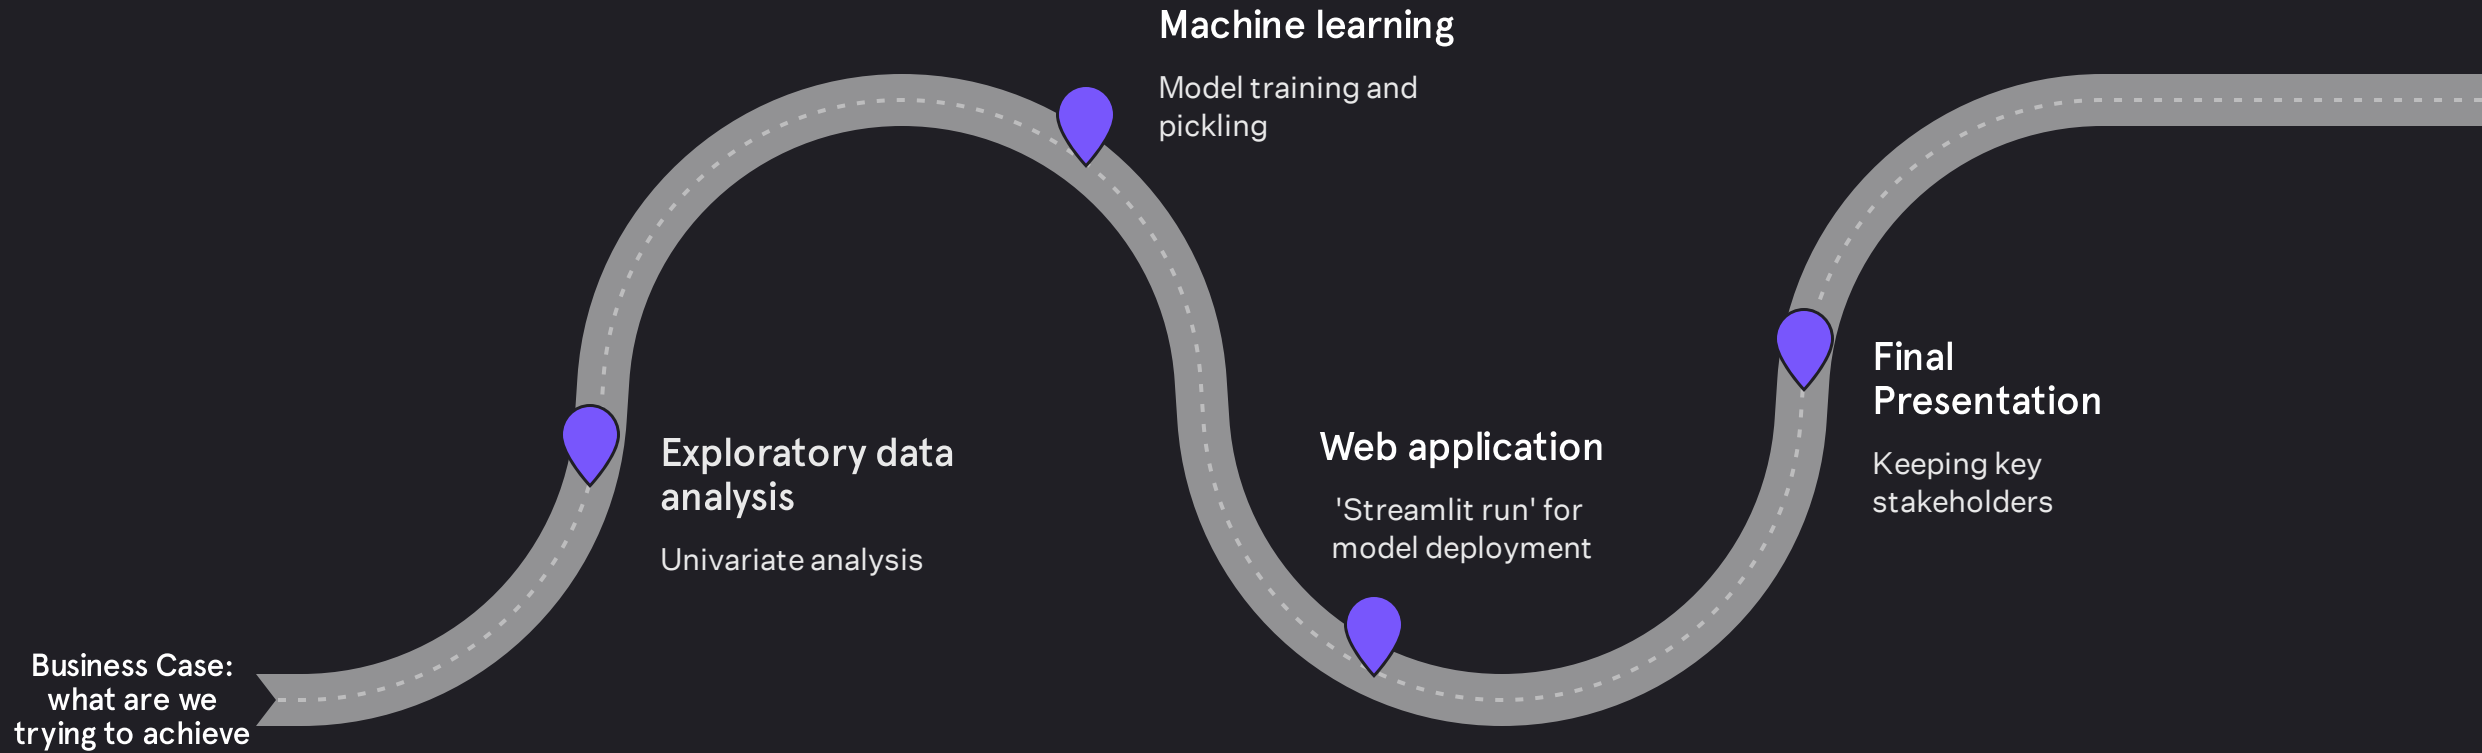 Business Case:
what are we
trying to achieve
Exploratory data
analysis
Univariate analysis
Machine learning
Model training and
pickling
Web application
'Streamlit run' for
model deployment
Final
Presentation
Keeping key
stakeholders